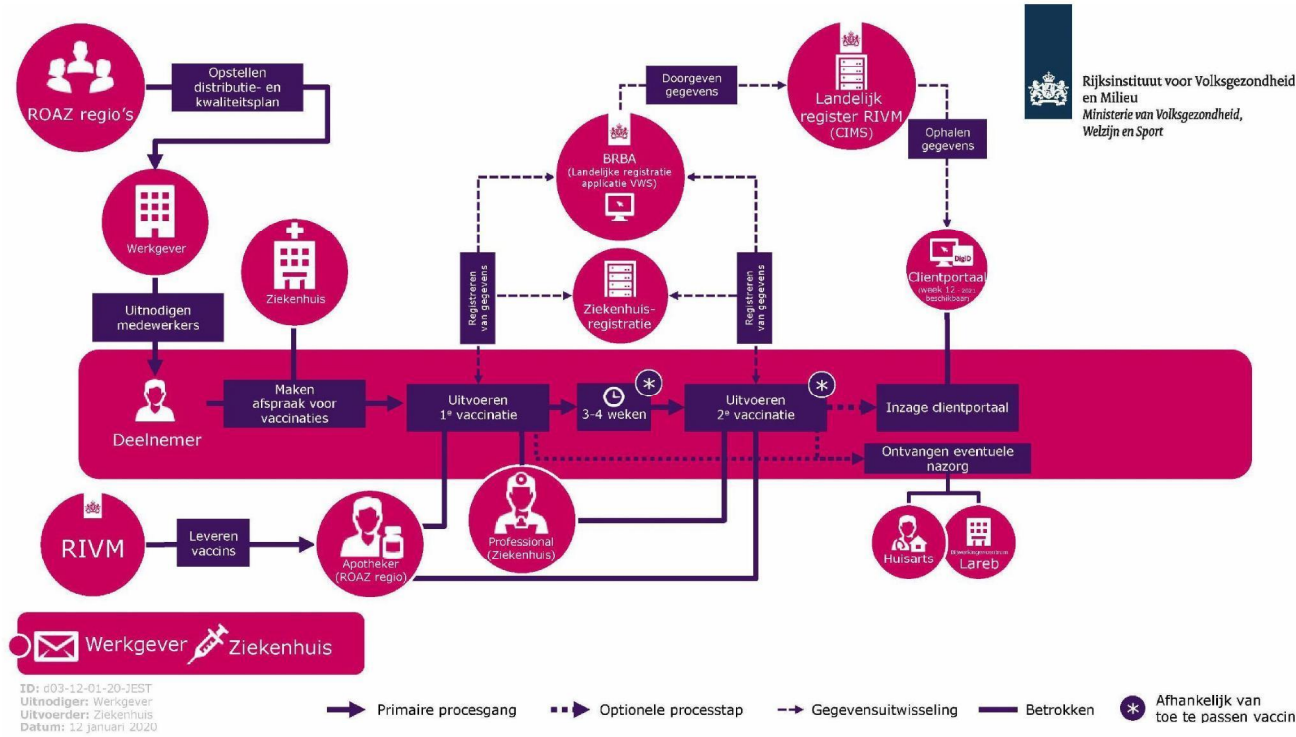 ROAZ regio's
Opstellen
distributie- en
kwaliteitsplan
Doorgeven
gegevens
Landelijk
register RIVM
(CIMS)
Rijksinstituut voor Volksgezondheid
en Milieu
Ministerie van Volksgezondheid,
Welzijn en Sport
Ophalen
gegevens
BRBA
(Landelijke registratie
applicatie VWS)
Werkgever
Ziekenhuis
DigiD
Clientportaal
(week 12 - 2021
beschikbaar)
Uitnodigen
medewerkers
Registreren
van gegevens
Ziekenhuis-
registratie
Registreren
van gegevens
Deelnemer
Maken
afspraak voor
vaccinaties
Uitvoeren
1e vaccinatie
3-4 weken
*
Uitvoeren
2e vaccinatie
*
Inzage clientportaal
Ontvangen eventuele
nazorg
RIVM
Leveren
vaccins
Apotheker
(ROAZ regio)
Professional
(Ziekenhuis)
Huisarts
Bijwerkingencentrum
Lareb
Werkgever
Ziekenhuis
ID: d03-12-01-20-JEST
Uitnodiger: Werkgever
Uitvoerder: Ziekenhuis
Datum: 12 januari 2020
Primaire procesgang
Optionele processtap
Gegevensuitwisseling
Betrokken
*
Afhankelijk van
toe te passen vaccin